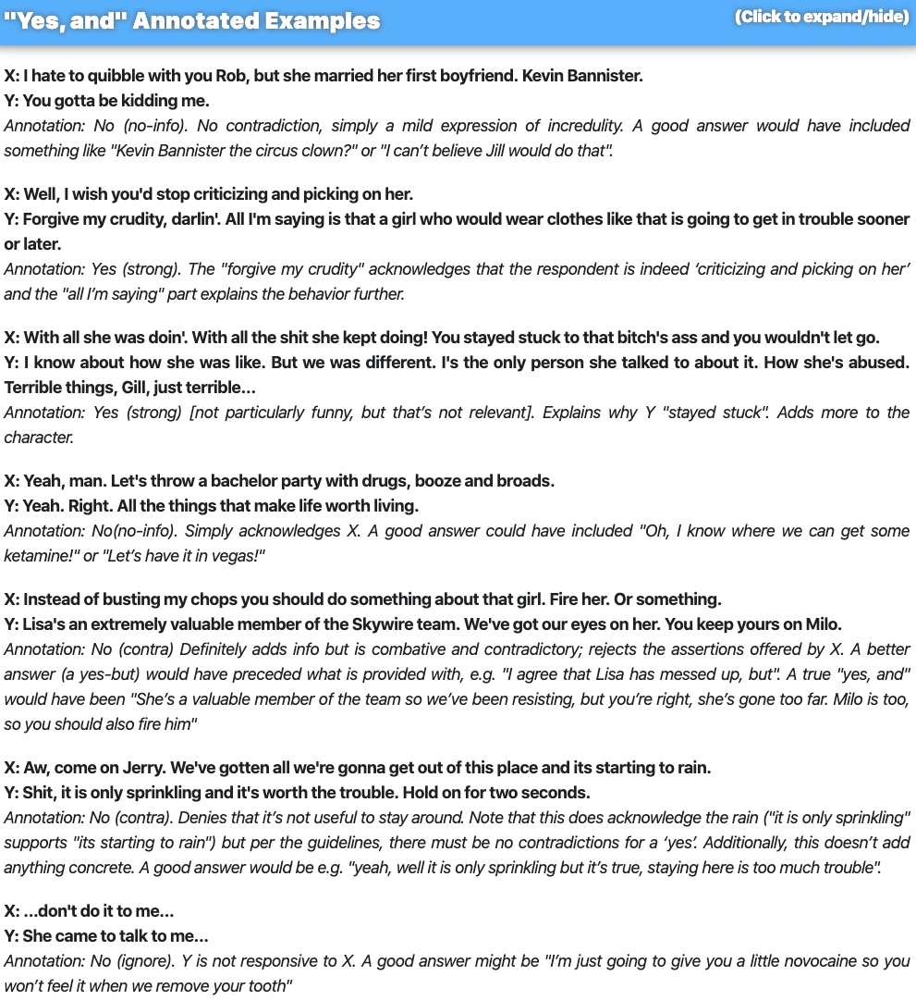 "Yes, and" Annotated Examples
(Click to expand/hide)
X: I hate to quibble with you Rob, but she married her first boyfriend. Kevin Bannister.
Y: You gotta be kidding me.
Annotation: No (no-info). No contradiction, simply a mild expression of incredulity. A good answer would have included
something like "Kevin Bannister the circus clown?" or "I can’t believe Jill would do that".
X: Well, I wish you'd stop criticizing and picking on her.
Y: Forgive my crudity, darlin'. All I'm saying is that a girl who would wear clothes like that is going to get in trouble sooner
or later.
Annotation: Yes (strong). The "forgive my crudity" acknowledges that the respondent is indeed ‘criticizing and picking on her’
and the "all I’m saying" part explains the behavior further.
X: With all she was doin'. With all the shit she kept doing! You stayed stuck to that bitch's ass and you wouldn't let go.
Y: I know about how she was like. But we was different. I's the only person she talked to about it. How she's abused.
Terrible things, Gill, just terrible...
Annotation: Yes (strong) [not particularly funny, but that’s not relevant]. Explains why Y "stayed stuck". Adds more to the
character.
X: Yeah, man. Let's throw a bachelor party with drugs, booze and broads.
Y: Yeah. Right. All the things that make life worth living.
Annotation: No(no-info). Simply acknowledges X. A good answer could have included "Oh, I know where we can get some
ketamine!" or "Let’s have it in vegas!"
X: Instead of busting my chops you should do something about that girl. Fire her. Or something.
Y: Lisa's an extremely valuable member of the Skywire team. We've got our eyes on her. You keep yours on Milo.
Annotation: No (contra) Definitely adds info but is combative and contradictory; rejects the assertions offered by X. A better
answer (a yes-but) would have preceded what is provided with, e.g. "I agree that Lisa has messed up, but". A true "yes, and"
would have been "She’s a valuable member of the team so we’ve been resisting, but you’re right, she’s gone too far. Milo is too,
so you should also fire him"
X: Aw, come on Jerry. We've gotten all we're gonna get out of this place and its starting to rain.
Y: Shit, it is only sprinkling and it's worth the trouble. Hold on for two seconds.
Annotation: No (contra). Denies that it’s not useful to stay around. Note that this does acknowledge the rain ("it is only sprinkling"
supports "its starting to rain") but per the guidelines, there must be no contradictions for a ‘yes’. Additionally, this doesn’t add
anything concrete. A good answer would be e.g. "yeah, well it is only sprinkling but it’s true, staying here is too much trouble".
X: ...don't do it to me...
Y: She came to talk to me...
Annotation: No (ignore). Y is not responsive to X. A good answer might be "I’m just going to give you a little novocaine so you
won’t feel it when we remove your tooth"